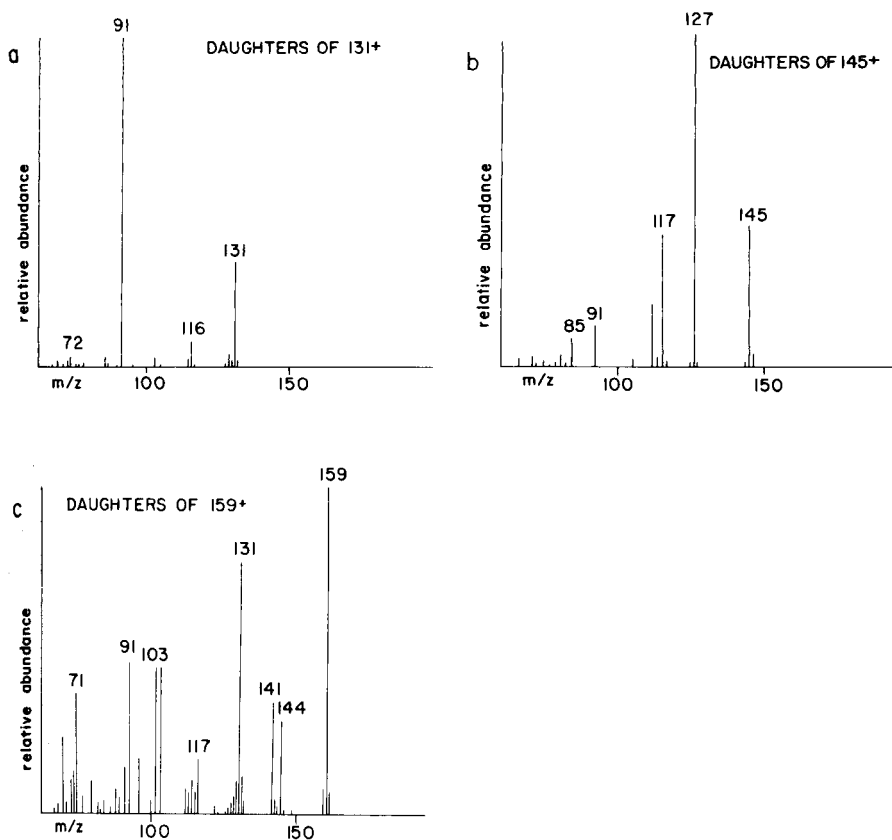 a
DAUGHTERS OF 131+
relative abundance
91
131
116
72
m/z 100 150
b
DAUGHTERS OF 145+
relative abundance
127
117
145
85
91
m/z 100 150
c
DAUGHTERS OF 159+
relative abundance
159
131
91
103
71
141
144
117
m/z 100 150